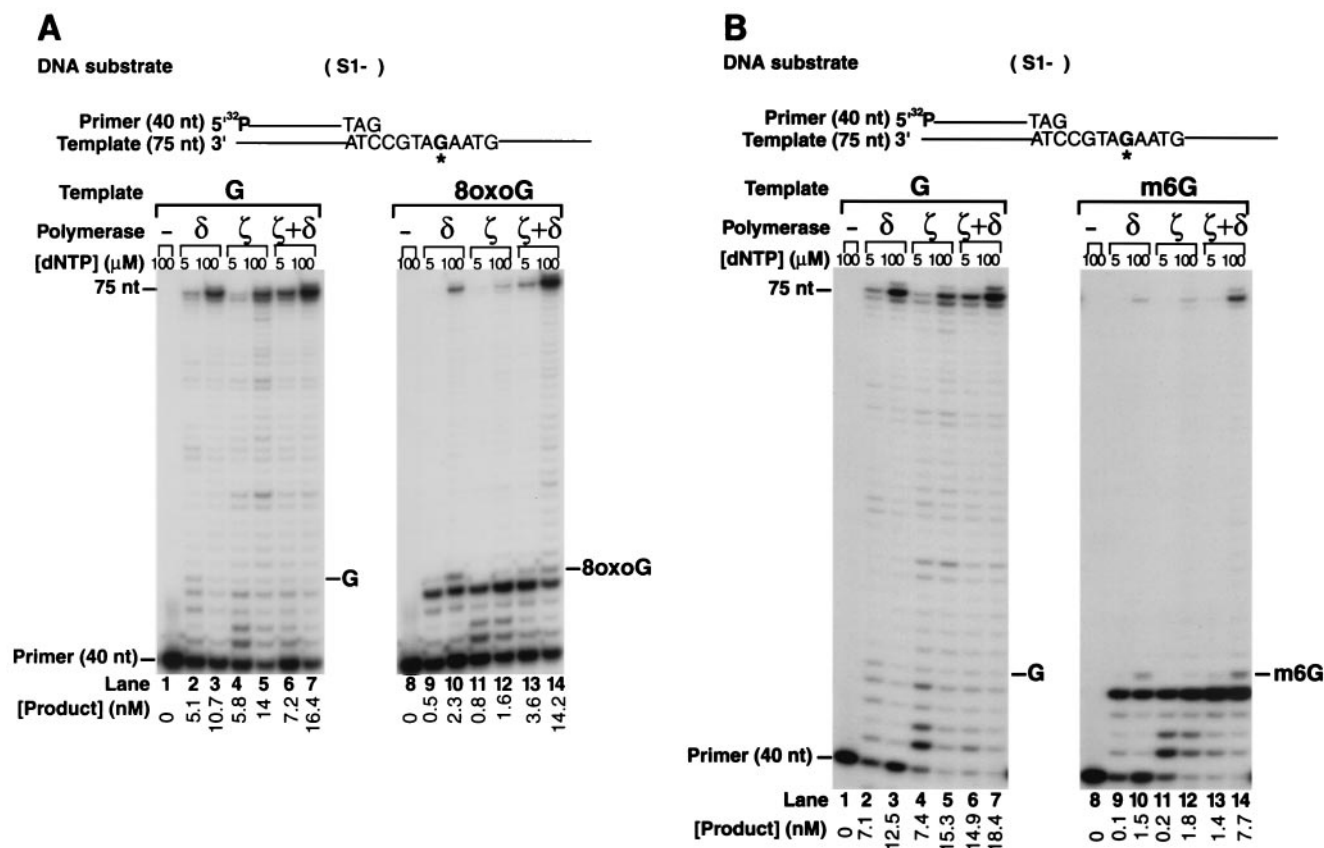 A
DNA substrate ( S1- )
Primer (40 nt) 5'³²P TAG
Template (75 nt) 3' ATCCGTAGAATG
*
Template G 8oxoG
Polymerase – δ ζ ζ+δ – δ ζ ζ+δ
[dNTP] (μM) 100 5 100 5 100 5 100 100 5 100 5 100 5 100
75 nt
8oxoG
G
Primer (40 nt)
Lane 1 2 3 4 5 6 7 8 9 10 11 12 13 14
[Product] (nM) 0 5.1 10.7 5.8 14 7.2 16.4 0 0.5 2.3 0.8 1.6 3.6 14.2
B
DNA substrate ( S1- )
Primer (40 nt) 5'³²P TAG
Template (75 nt) 3' ATCCGTAGAATG
*
Template G m6G
Polymerase – δ ζ ζ+δ – δ ζ ζ+δ
[dNTP] (μM) 100 5 100 5 100 5 100 100 5 100 5 100 5 100
75 nt
G m6G
Primer (40 nt)
Lane 1 2 3 4 5 6 7 8 9 10 11 12 13 14
[Product] (nM) 0 7.1 12.5 7.4 15.3 14.9 18.4 0 0.1 1.5 0.2 1.8 1.4 7.7